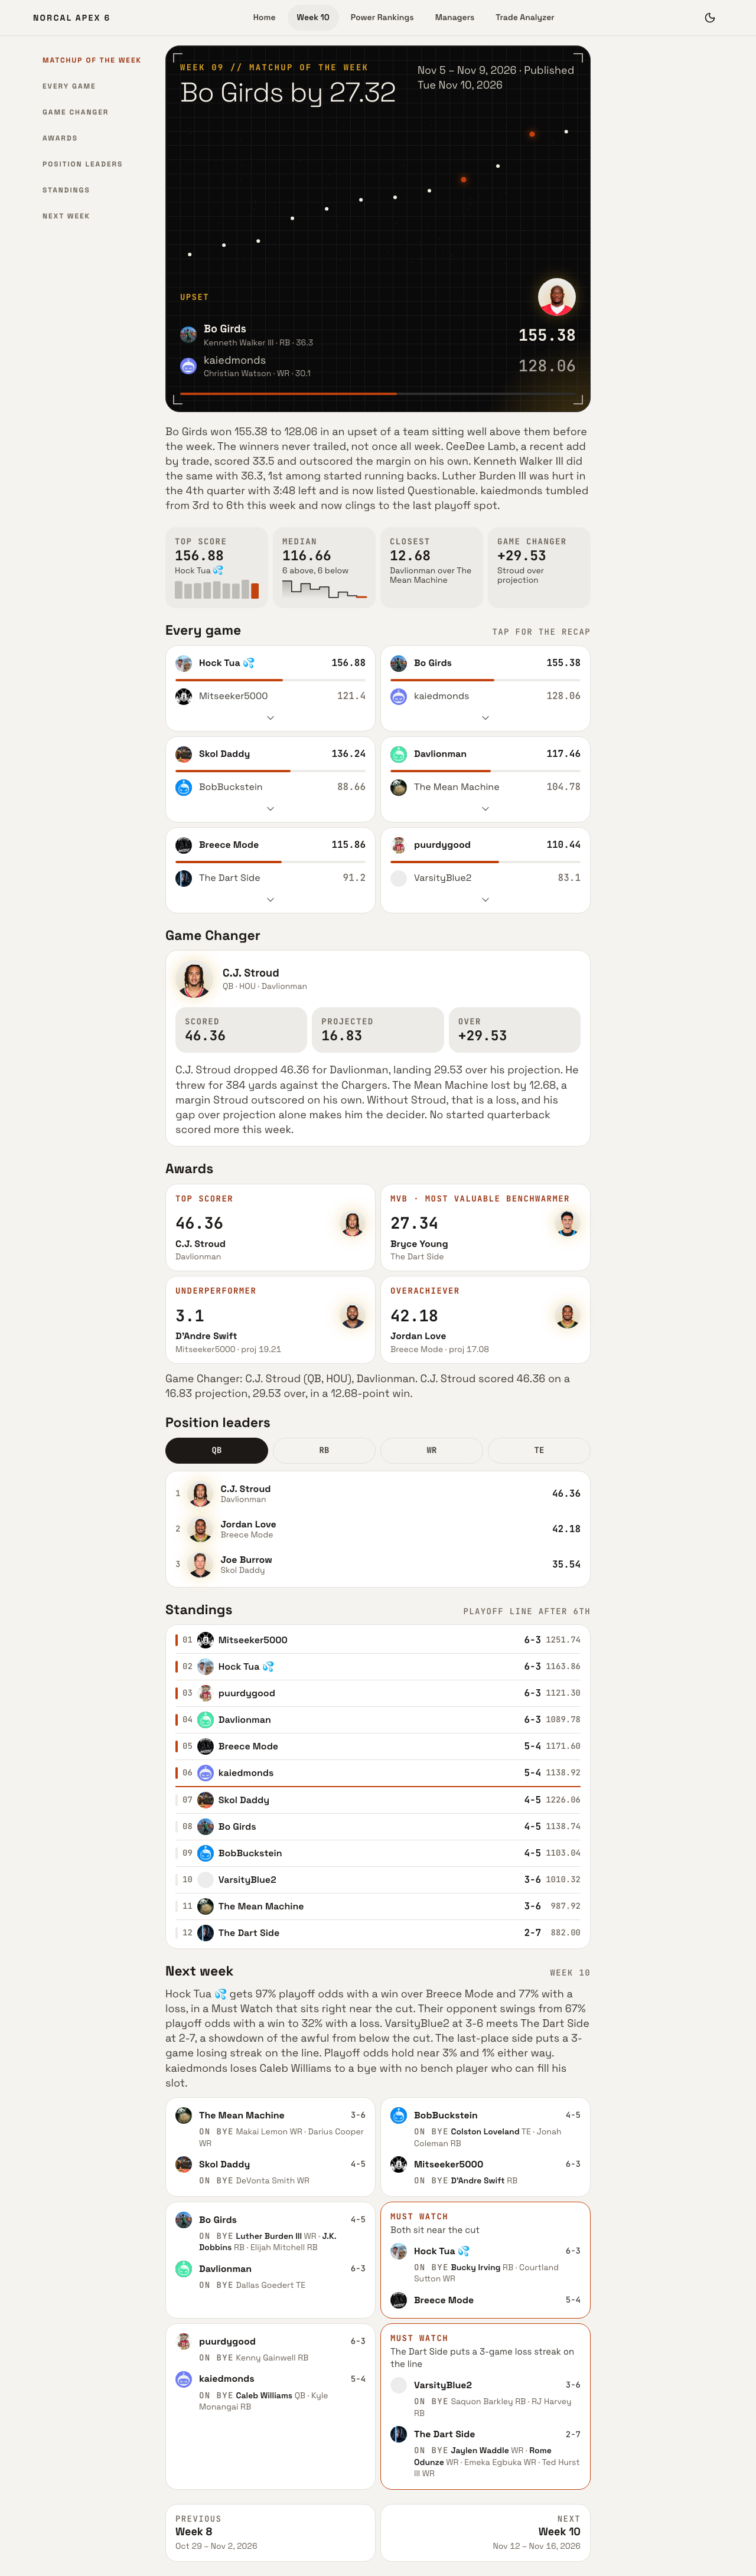 NORCAL APEX 6
Home
Week 10
Power Rankings
Managers
Trade Analyzer
MATCHUP OF THE WEEK
EVERY GAME
GAME CHANGER
AWARDS
POSITION LEADERS
STANDINGS
NEXT WEEK
WEEK 09 // MATCHUP OF THE WEEK
Bo Girds by 27.32
Nov 5 – Nov 9, 2026 · Published
Tue Nov 10, 2026
UPSET
Bo Girds
Kenneth Walker III · RB · 36.3
155.38
kaiedmonds
Christian Watson · WR · 30.1
128.06
Bo Girds won 155.38 to 128.06 in an upset of a team sitting well above them before
the week. The winners never trailed, not once all week. CeeDee Lamb, a recent add
by trade, scored 33.5 and outscored the margin on his own. Kenneth Walker III did
the same with 36.3, 1st among started running backs. Luther Burden III was hurt in
the 4th quarter with 3:48 left and is now listed Questionable. kaiedmonds tumbled
from 3rd to 6th this week and now clings to the last playoff spot.
TOP SCORE
156.88
Hock Tua 💦
MEDIAN
116.66
6 above, 6 below
CLOSEST
12.68
Davlionman over The
Mean Machine
GAME CHANGER
+29.53
Stroud over
projection
Every game
TAP FOR THE RECAP
Hock Tua 💦 156.88
Mitseeker5000 121.4
Bo Girds 155.38
kaiedmonds 128.06
Skol Daddy 136.24
BobBuckstein 88.66
Davlionman 117.46
The Mean Machine 104.78
Breece Mode 115.86
The Dart Side 91.2
puurdygood 110.44
VarsityBlue2 83.1
Game Changer
C.J. Stroud
QB · HOU · Davlionman
SCORED
46.36
PROJECTED
16.83
OVER
+29.53
C.J. Stroud dropped 46.36 for Davlionman, landing 29.53 over his projection. He
threw for 384 yards against the Chargers. The Mean Machine lost by 12.68, a
margin Stroud outscored on his own. Without Stroud, that is a loss, and his
gap over projection alone makes him the decider. No started quarterback
scored more this week.
Awards
TOP SCORER
46.36
C.J. Stroud
Davlionman
MVB · MOST VALUABLE BENCHWARMER
27.34
Bryce Young
The Dart Side
UNDERPERFORMER
3.1
D'Andre Swift
Mitseeker5000 · proj 19.21
OVERACHIEVER
42.18
Jordan Love
Breece Mode · proj 17.08
Game Changer: C.J. Stroud (QB, HOU), Davlionman. C.J. Stroud scored 46.36 on a
16.83 projection, 29.53 over, in a 12.68-point win.
Position leaders
QB
RB
WR
TE
1
C.J. Stroud
Davlionman
46.36
2
Jordan Love
Breece Mode
42.18
3
Joe Burrow
Skol Daddy
35.54
Standings
PLAYOFF LINE AFTER 6TH
01 Mitseeker5000 6-3 1251.74
02 Hock Tua 💦 6-3 1163.86
03 puurdygood 6-3 1121.30
04 Davlionman 6-3 1089.78
05 Breece Mode 5-4 1171.60
06 kaiedmonds 5-4 1138.92
07 Skol Daddy 4-5 1226.06
08 Bo Girds 4-5 1138.74
09 BobBuckstein 4-5 1103.04
10 VarsityBlue2 3-6 1010.32
11 The Mean Machine 3-6 987.92
12 The Dart Side 2-7 882.00
Next week
WEEK 10
Hock Tua 💦 gets 97% playoff odds with a win over Breece Mode and 77% with a
loss, in a Must Watch that sits right near the cut. Their opponent swings from 67%
playoff odds with a win to 32% with a loss. VarsityBlue2 at 3-6 meets The Dart Side
at 2-7, a showdown of the awful from below the cut. The last-place side puts a 3-
game losing streak on the line. Playoff odds hold near 3% and 1% either way.
kaiedmonds loses Caleb Williams to a bye with no bench player who can fill his
slot.
The Mean Machine 3-6
ON BYE Makai Lemon WR · Darius Cooper
WR
Skol Daddy 4-5
ON BYE DeVonta Smith WR
BobBuckstein 4-5
ON BYE Colston Loveland TE · Jonah
Coleman RB
Mitseeker5000 6-3
ON BYE D'Andre Swift RB
Bo Girds 4-5
ON BYE Luther Burden III WR · J.K.
Dobbins RB · Elijah Mitchell RB
Davlionman 6-3
ON BYE Dallas Goedert TE
MUST WATCH
Both sit near the cut
Hock Tua 💦 6-3
ON BYE Bucky Irving RB · Courtland
Sutton WR
Breece Mode 5-4
puurdygood 6-3
ON BYE Kenny Gainwell RB
kaiedmonds 5-4
ON BYE Caleb Williams QB · Kyle
Monangai RB
MUST WATCH
The Dart Side puts a 3-game loss streak on
the line
VarsityBlue2 3-6
ON BYE Saquon Barkley RB · RJ Harvey
RB
The Dart Side 2-7
ON BYE Jaylen Waddle WR · Rome
Odunze WR · Emeka Egbuka WR · Ted Hurst
III WR
PREVIOUS
Week 8
Oct 29 – Nov 2, 2026
NEXT
Week 10
Nov 12 – Nov 16, 2026